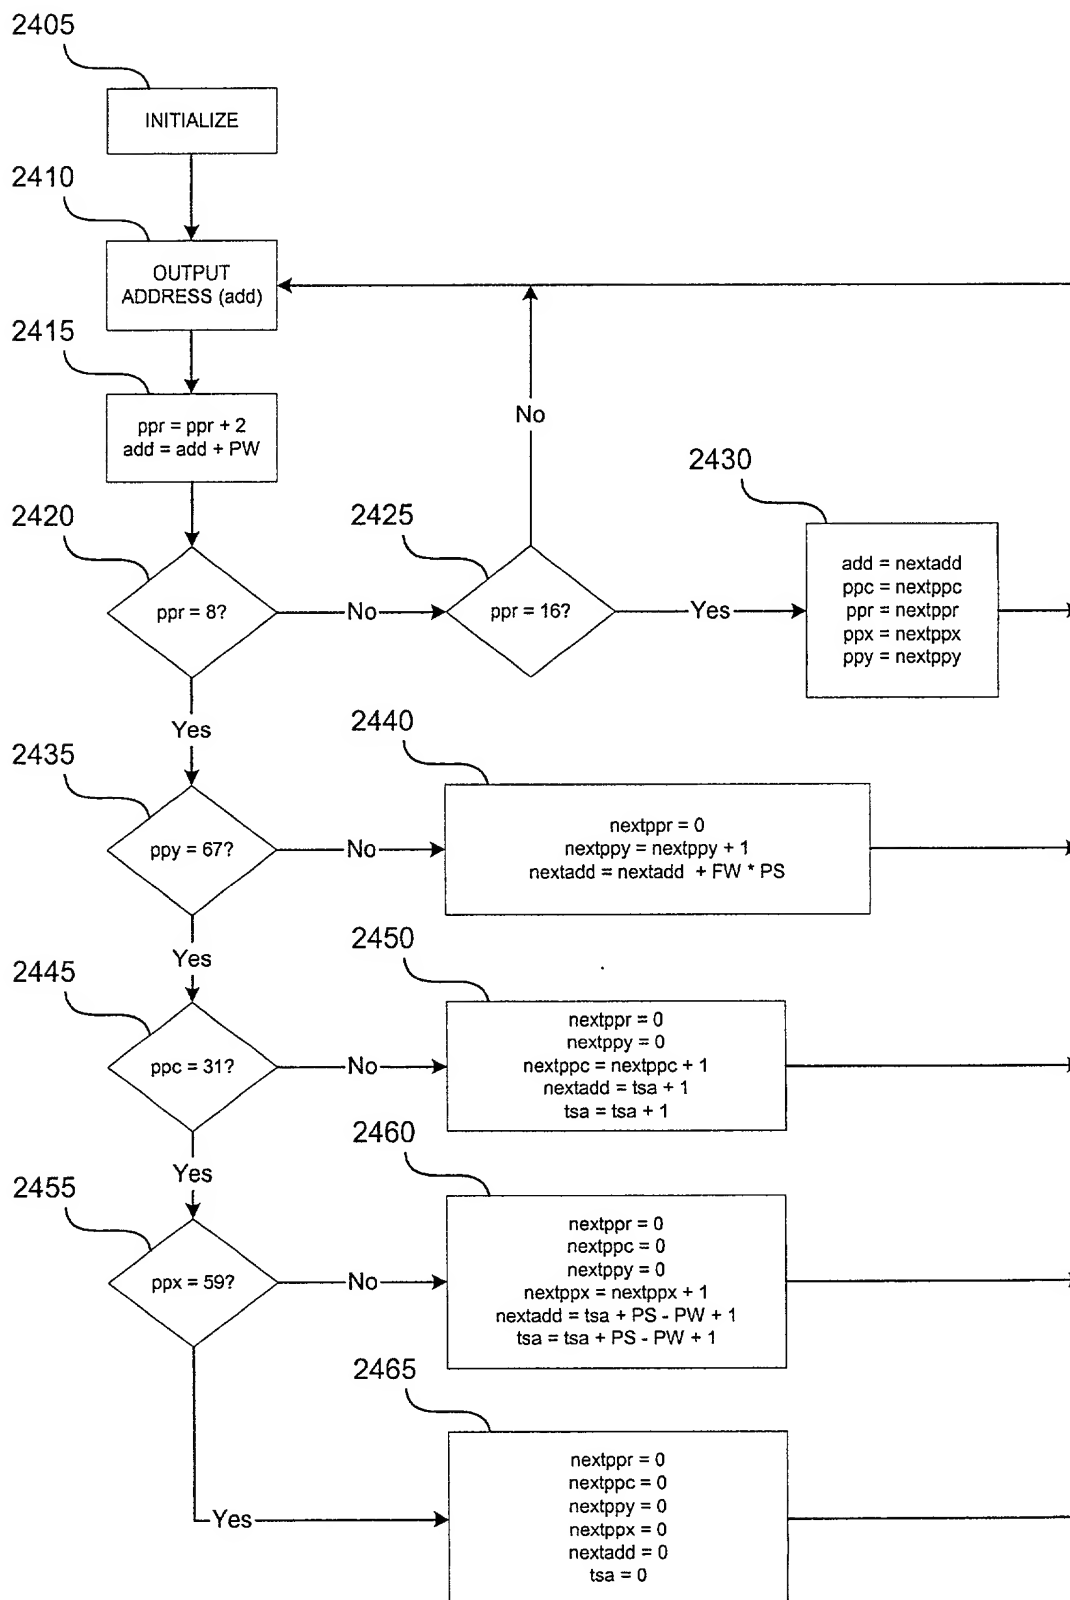 2405
INITIALIZE
2410
OUTPUT
ADDRESS (add)
2415
ppr = ppr + 2
add = add + PW
No
2430
2420
2425
ppr = 8?
No
ppr = 16?
Yes
add = nextadd
ppc = nextppc
ppr = nextppr
ppx = nextppx
ppy = nextppy
Yes
2435
2440
ppy = 67?
No
nextppr = 0
nextppy = nextppy + 1
nextadd = nextadd + FW * PS
Yes
2445
2450
ppc = 31?
No
nextppr = 0
nextppy = 0
nextppc = nextppc + 1
nextadd = tsa + 1
tsa = tsa + 1
Yes
2455
2460
ppx = 59?
No
nextppr = 0
nextppc = 0
nextppy = 0
nextppx = nextppx + 1
nextadd = tsa + PS - PW + 1
tsa = tsa + PS - PW + 1
2465
Yes
nextppr = 0
nextppc = 0
nextppy = 0
nextppx = 0
nextadd = 0
tsa = 0